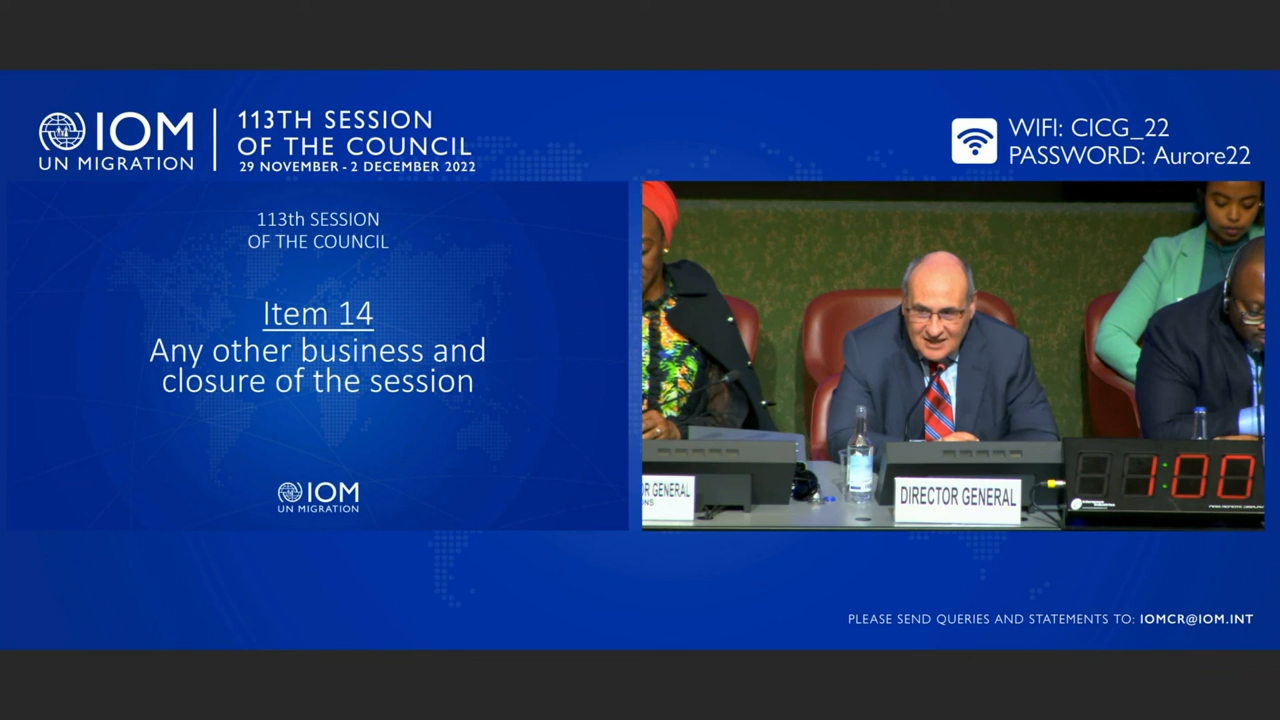 IOM
UN MIGRATION
113TH SESSION
OF THE COUNCIL
29 NOVEMBER - 2 DECEMBER 2022
WIFI: CICG_22
PASSWORD: Aurore22
113th SESSION
OF THE COUNCIL
Item 14
Any other business and
closure of the session
IOM
UN MIGRATION
R GENERAL
NS
DIRECTOR GENERAL
1:00
PLEASE SEND QUERIES AND STATEMENTS TO: IOMCR@IOM.INT